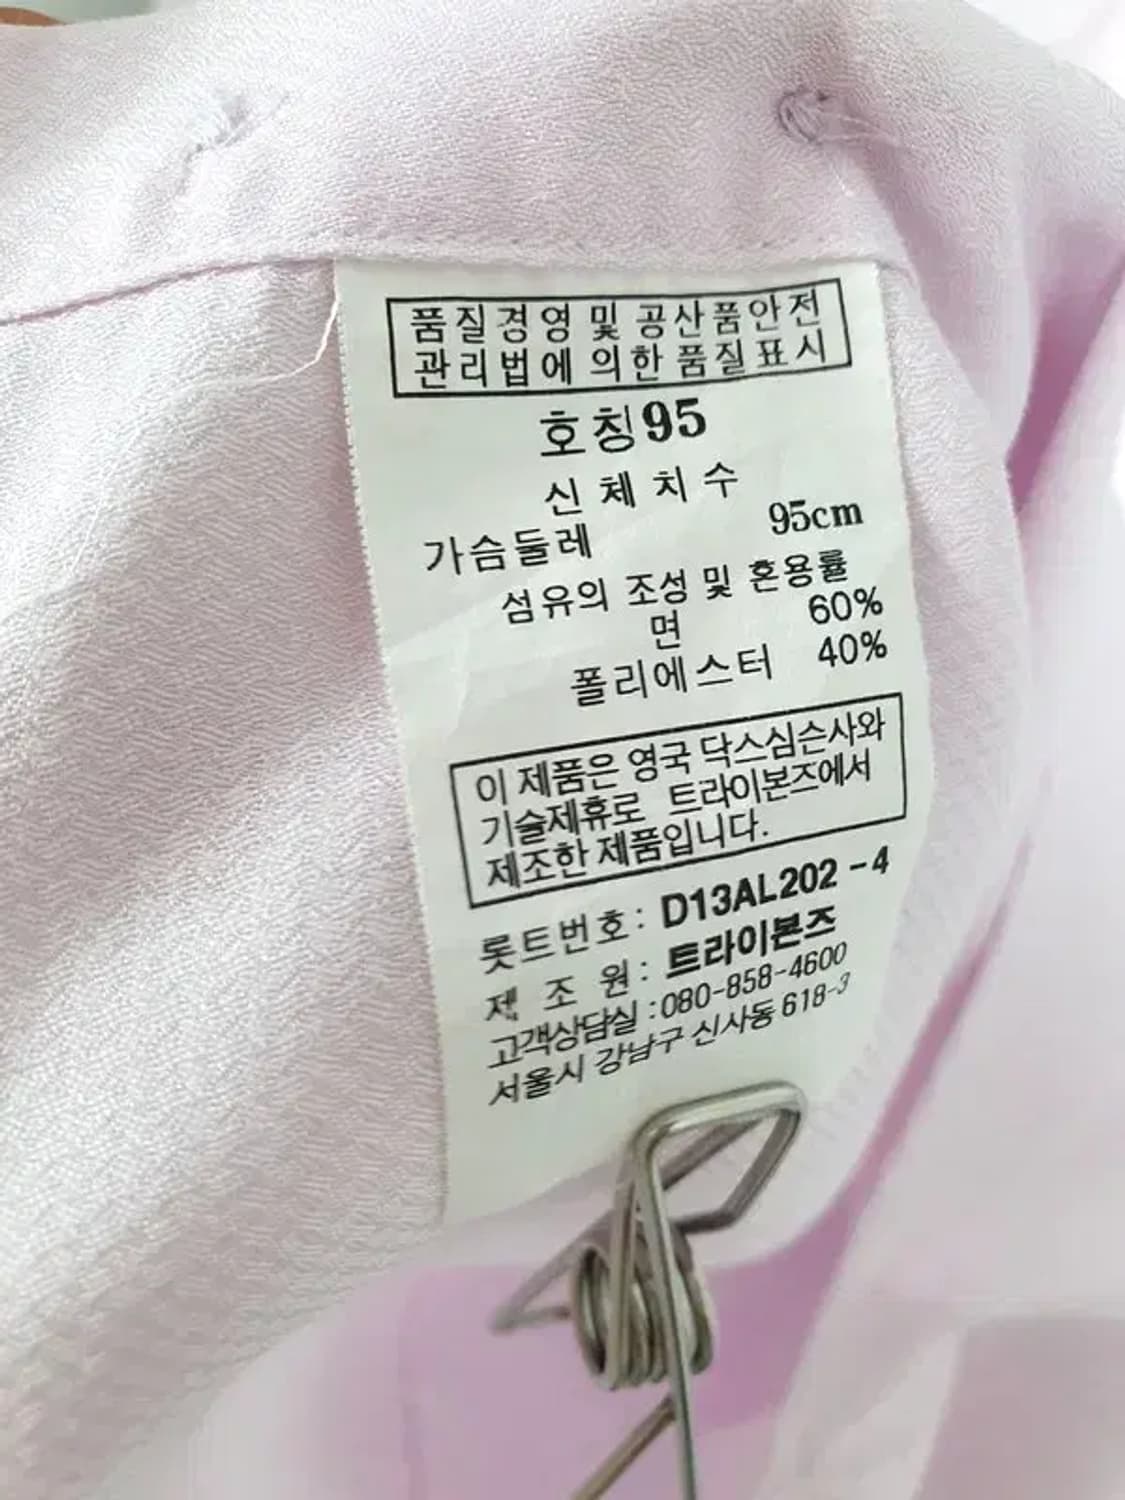 품질경영 및 공산품안전
관리법에 의한 품질표시
호칭95
신체치수
가슴둘레 95cm
섬유의 조성 및 혼용률
면 60%
폴리에스터 40%
이 제품은 영국 닥스심슨사와
기술제휴로 트라이본즈에서
제조한 제품입니다.
롯트번호: D13AL202-4
제 조 원: 트라이본즈
고객상담실:080-858-4600
서울시 강남구 신사동 618-3